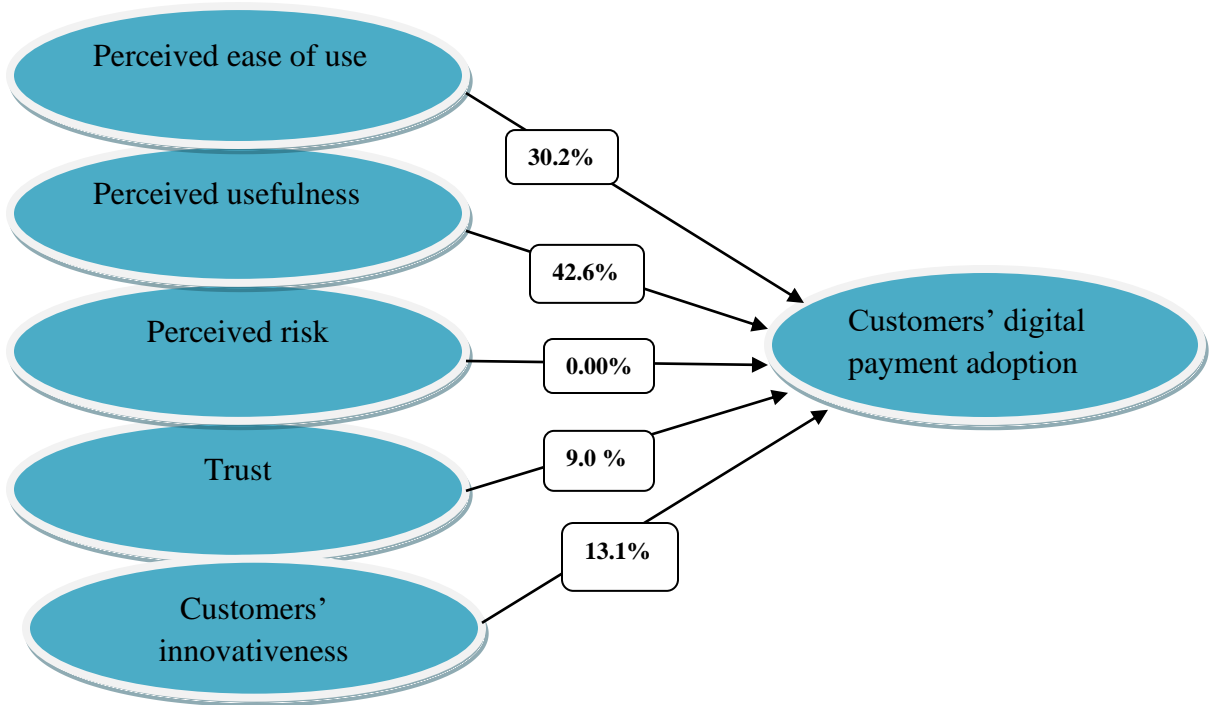 Perceived ease of use
30.2%
Perceived usefulness
42.6%
Perceived risk
0.00%
Customers’ digital
payment adoption
Trust
9.0 %
13.1%
Customers’
innovativeness